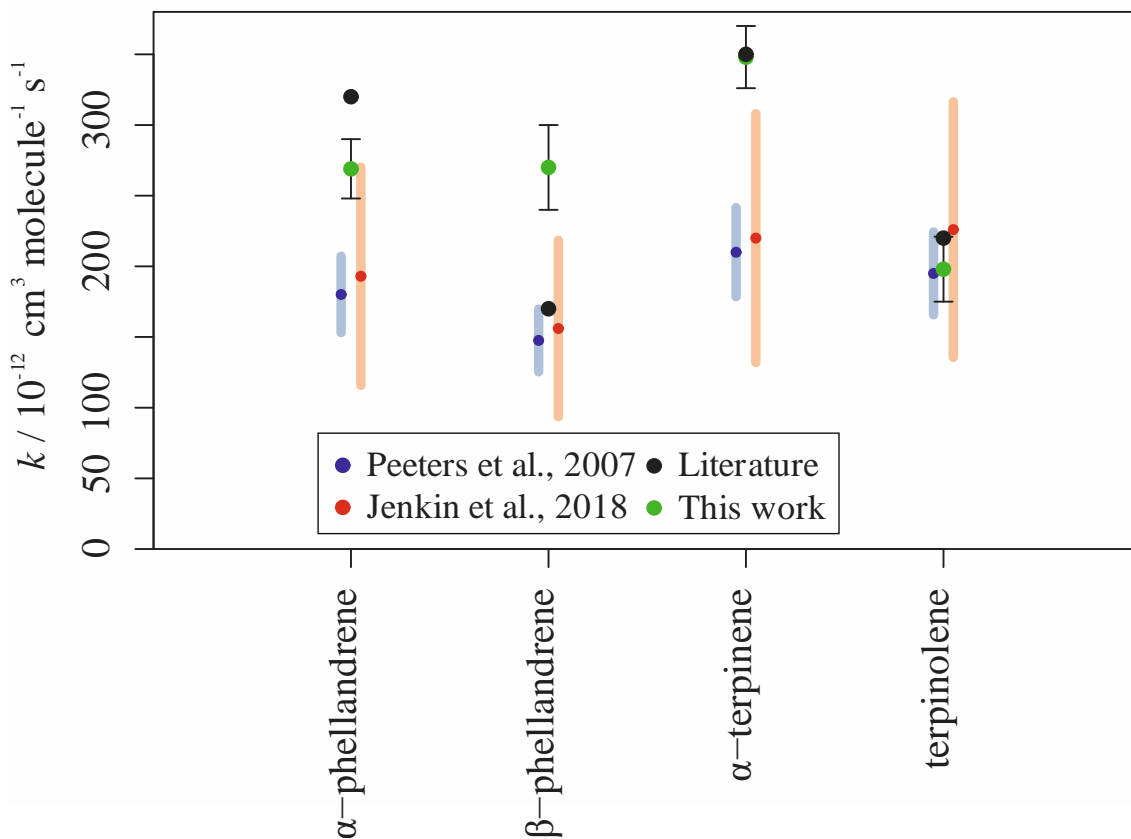 k / 10⁻¹² cm³ molecule⁻¹ s⁻¹
300
200
100
50
0
Peeters et al., 2007
Literature
Jenkin et al., 2018
This work
α−phellandrene
β−phellandrene
α−terpinene
terpinolene